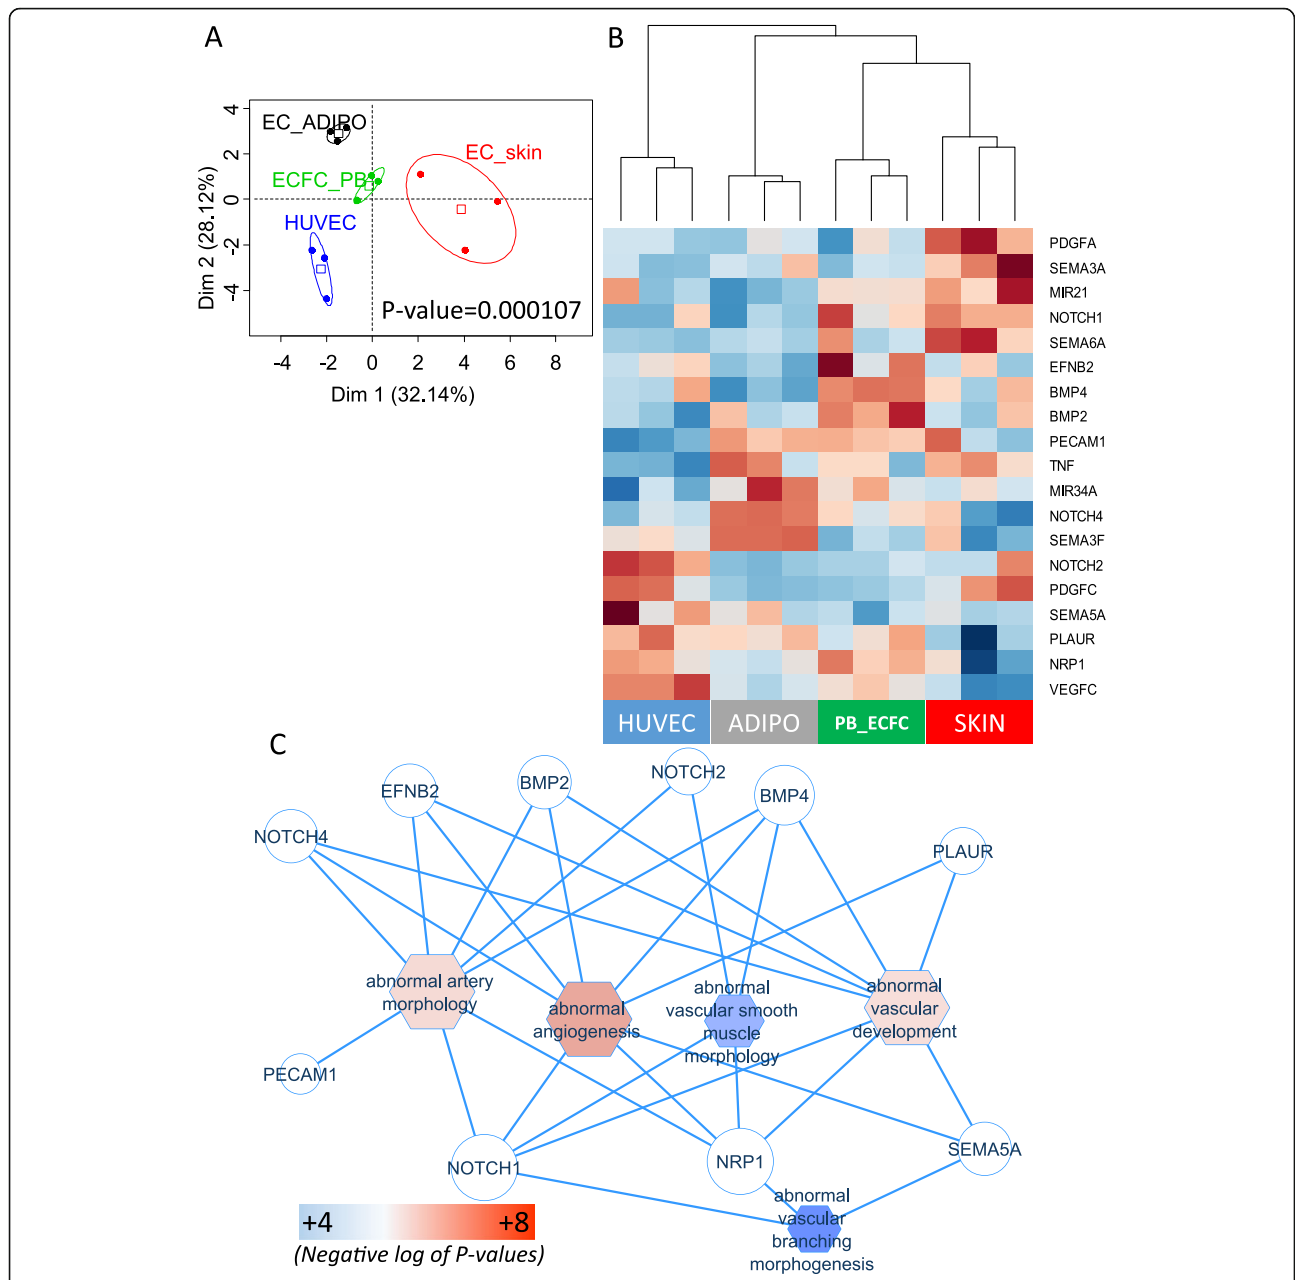 A
B
EC_ADIPO
EC_skin
ECFC_PB
HUVEC
P-value=0.000107
4
2
0
-2
-4
Dim 2 (28.12%)
-4 -2 0 2 4 6 8
Dim 1 (32.14%)
PDGFA
SEMA3A
MIR21
NOTCH1
SEMA6A
EFNB2
BMP4
BMP2
PECAM1
TNF
MIR34A
NOTCH4
SEMA3F
NOTCH2
PDGFC
SEMA5A
PLAUR
NRP1
VEGFC
HUVEC ADIPO PB_ECFC SKIN
C
NOTCH4
EFNB2
BMP2
NOTCH2
BMP4
PLAUR
abnormal artery
morphology
abnormal
angiogenesis
abnormal
vascular smooth
muscle
morphology
abnormal
vascular
development
PECAM1
NOTCH1
NRP1
SEMA5A
abnormal
vascular
branching
morphogenesis
+4 +8
(Negative log of P-values)